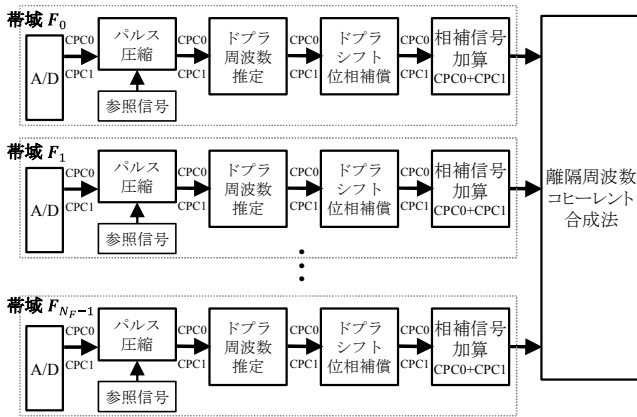 帯域 F₀
A/D
CPC0
CPC1
パルス
圧縮
参照信号
CPC0
CPC1
ドプラ
周波数
推定
CPC0
CPC1
ドプラ
シフト
位相補償
CPC0
CPC1
相補信号
加算
CPC0+CPC1
帯域 F₁
A/D
CPC0
CPC1
パルス
圧縮
参照信号
CPC0
CPC1
ドプラ
周波数
推定
CPC0
CPC1
ドプラ
シフト
位相補償
CPC0
CPC1
相補信号
加算
CPC0+CPC1
離隔周波数
コヒーレント
合成法
帯域 F_{N_F−1}
A/D
CPC0
CPC1
パルス
圧縮
参照信号
CPC0
CPC1
ドプラ
周波数
推定
CPC0
CPC1
ドプラ
シフト
位相補償
CPC0
CPC1
相補信号
加算
CPC0+CPC1